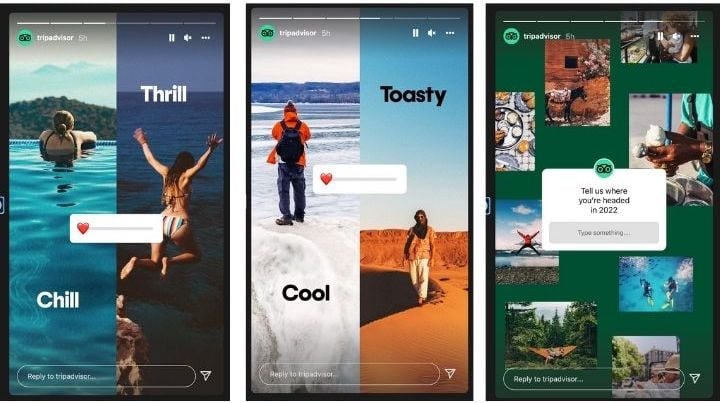 tripadvisor 5h
Thrill
Chill
Reply to tripadvisor...
tripadvisor 5h
Toasty
Cool
Reply to tripadvisor...
tripadvisor 5h
Tell us where
you're headed
in 2022
Type something...
Reply to tripadvisor...